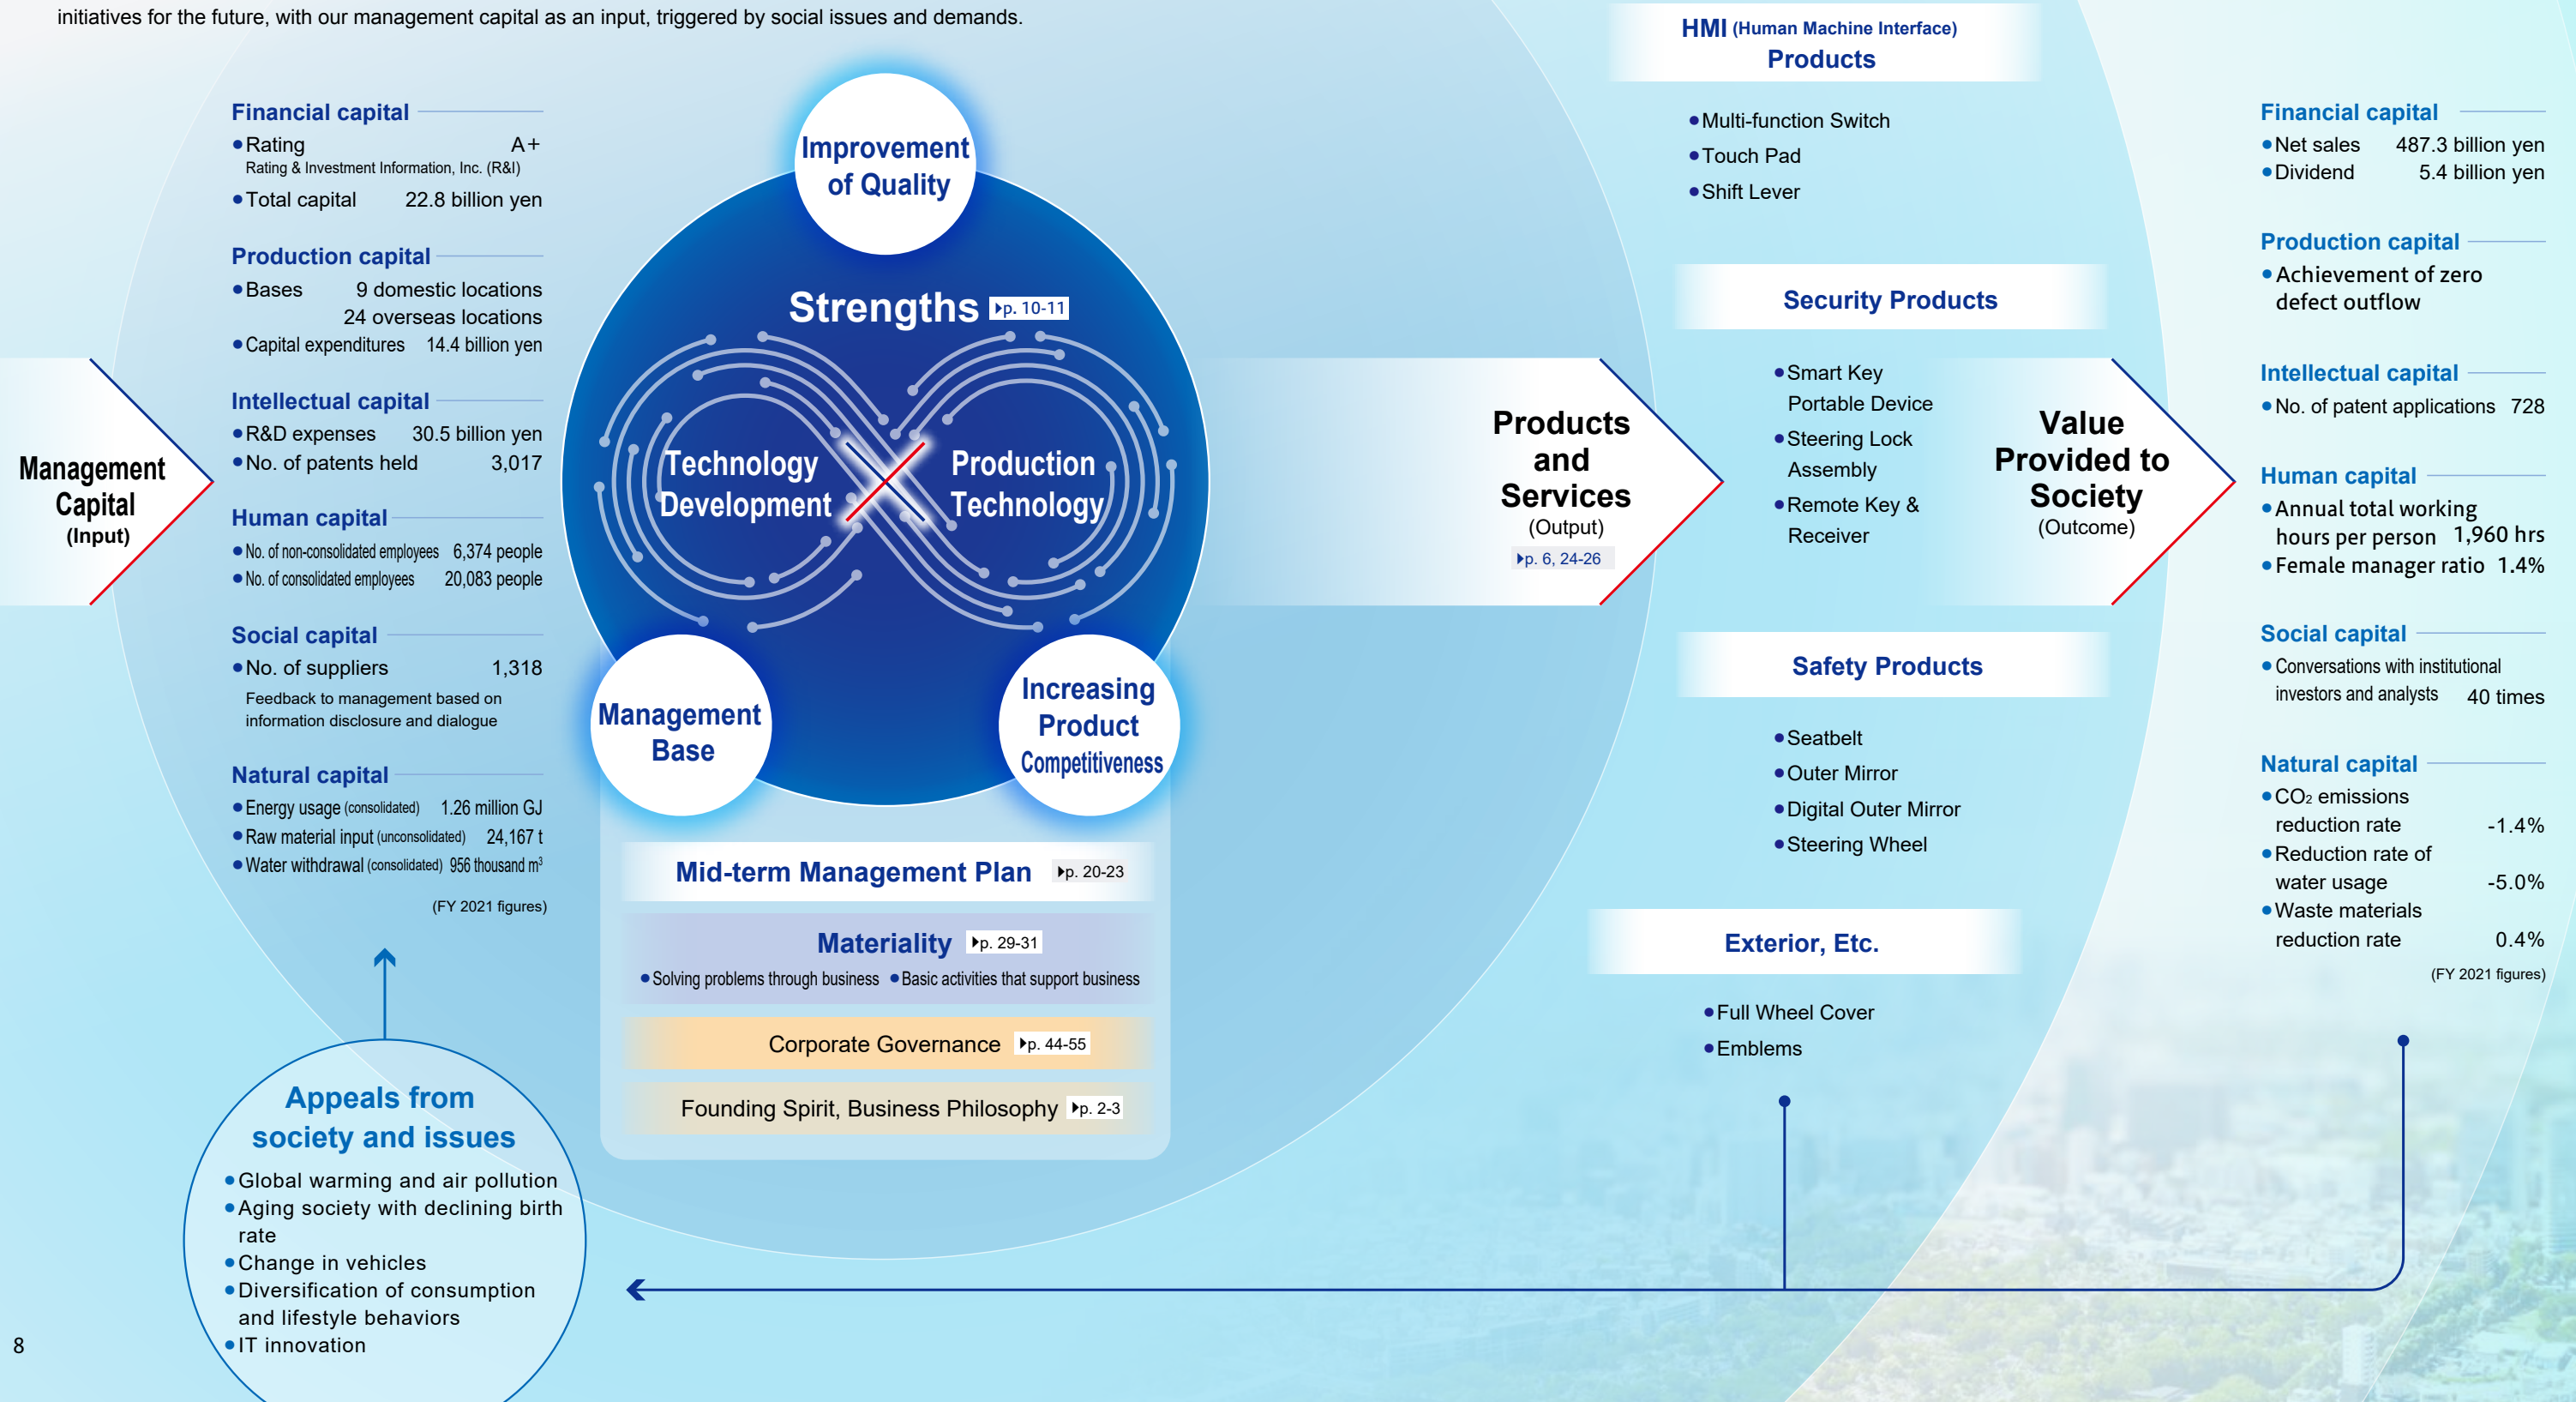 initiatives for the future, with our management capital as an input, triggered by social issues and demands.
Management
Capital
(Input)
Financial capital
●Rating A+
Rating & Investment Information, Inc. (R&I)
●Total capital 22.8 billion yen
Production capital
●Bases 9 domestic locations
24 overseas locations
●Capital expenditures 14.4 billion yen
Intellectual capital
●R&D expenses 30.5 billion yen
●No. of patents held 3,017
Human capital
●No. of non-consolidated employees 6,374 people
●No. of consolidated employees 20,083 people
Social capital
●No. of suppliers 1,318
Feedback to management based on
information disclosure and dialogue
Natural capital
●Energy usage (consolidated) 1.26 million GJ
●Raw material input (unconsolidated) 24,167 t
●Water withdrawal (consolidated) 956 thousand m³
(FY 2021 figures)
Appeals from
society and issues
●Global warming and air pollution
●Aging society with declining birth
rate
●Change in vehicles
●Diversification of consumption
and lifestyle behaviors
●IT innovation
Improvement
of Quality
Strengths ▶p. 10-11
Technology
Development
Production
Technology
Management
Base
Increasing
Product
Competitiveness
Mid-term Management Plan ▶p. 20-23
Materiality ▶p. 29-31
●Solving problems through business ●Basic activities that support business
Corporate Governance ▶p. 44-55
Founding Spirit, Business Philosophy ▶p. 2-3
Products
and
Services
(Output)
▶p. 6, 24-26
HMI (Human Machine Interface)
Products
●Multi-function Switch
●Touch Pad
●Shift Lever
Security Products
●Smart Key
Portable Device
●Steering Lock
Assembly
●Remote Key &
Receiver
Safety Products
●Seatbelt
●Outer Mirror
●Digital Outer Mirror
●Steering Wheel
Exterior, Etc.
●Full Wheel Cover
●Emblems
Value
Provided to
Society
(Outcome)
Financial capital
●Net sales 487.3 billion yen
●Dividend 5.4 billion yen
Production capital
●Achievement of zero
defect outflow
Intellectual capital
●No. of patent applications 728
Human capital
●Annual total working
hours per person 1,960 hrs
●Female manager ratio 1.4%
Social capital
●Conversations with institutional
investors and analysts 40 times
Natural capital
●CO₂ emissions
reduction rate -1.4%
●Reduction rate of
water usage -5.0%
●Waste materials
reduction rate 0.4%
(FY 2021 figures)
8